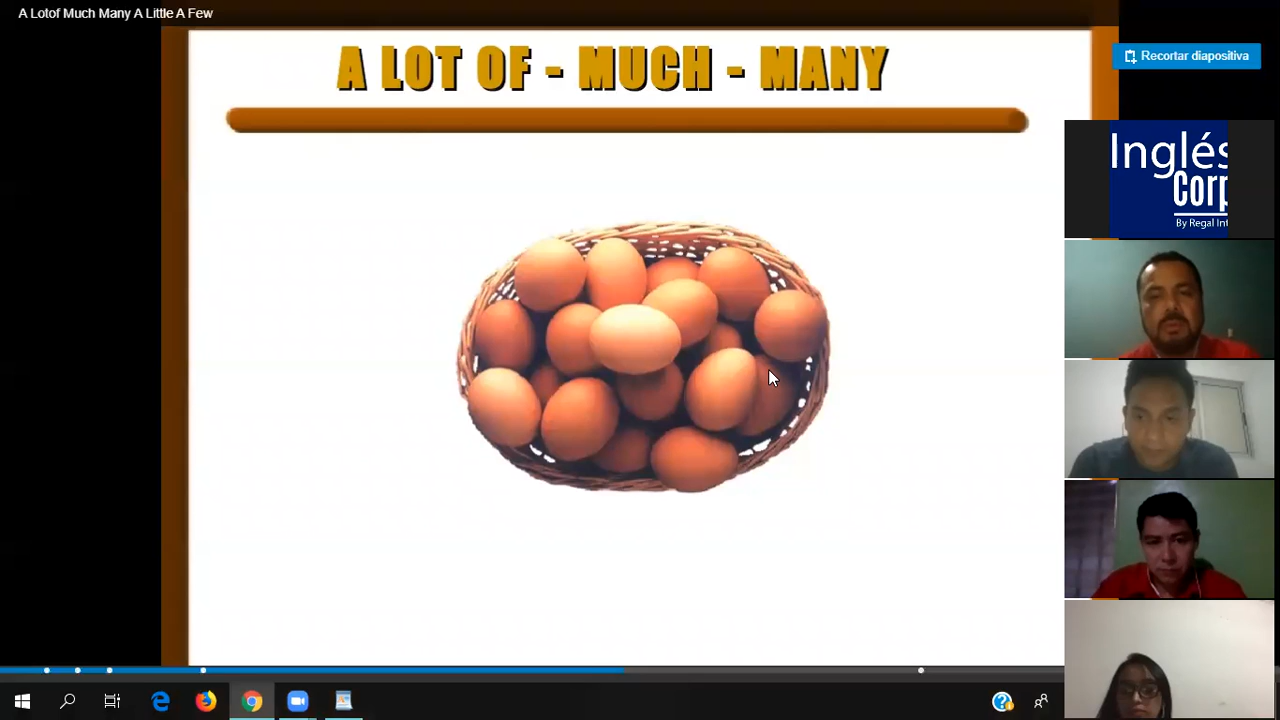 A Lotof Much Many A Little A Few
A LOT OF - MUCH - MANY
Recortar diapositiva
Inglés
Corp
By Regal Int